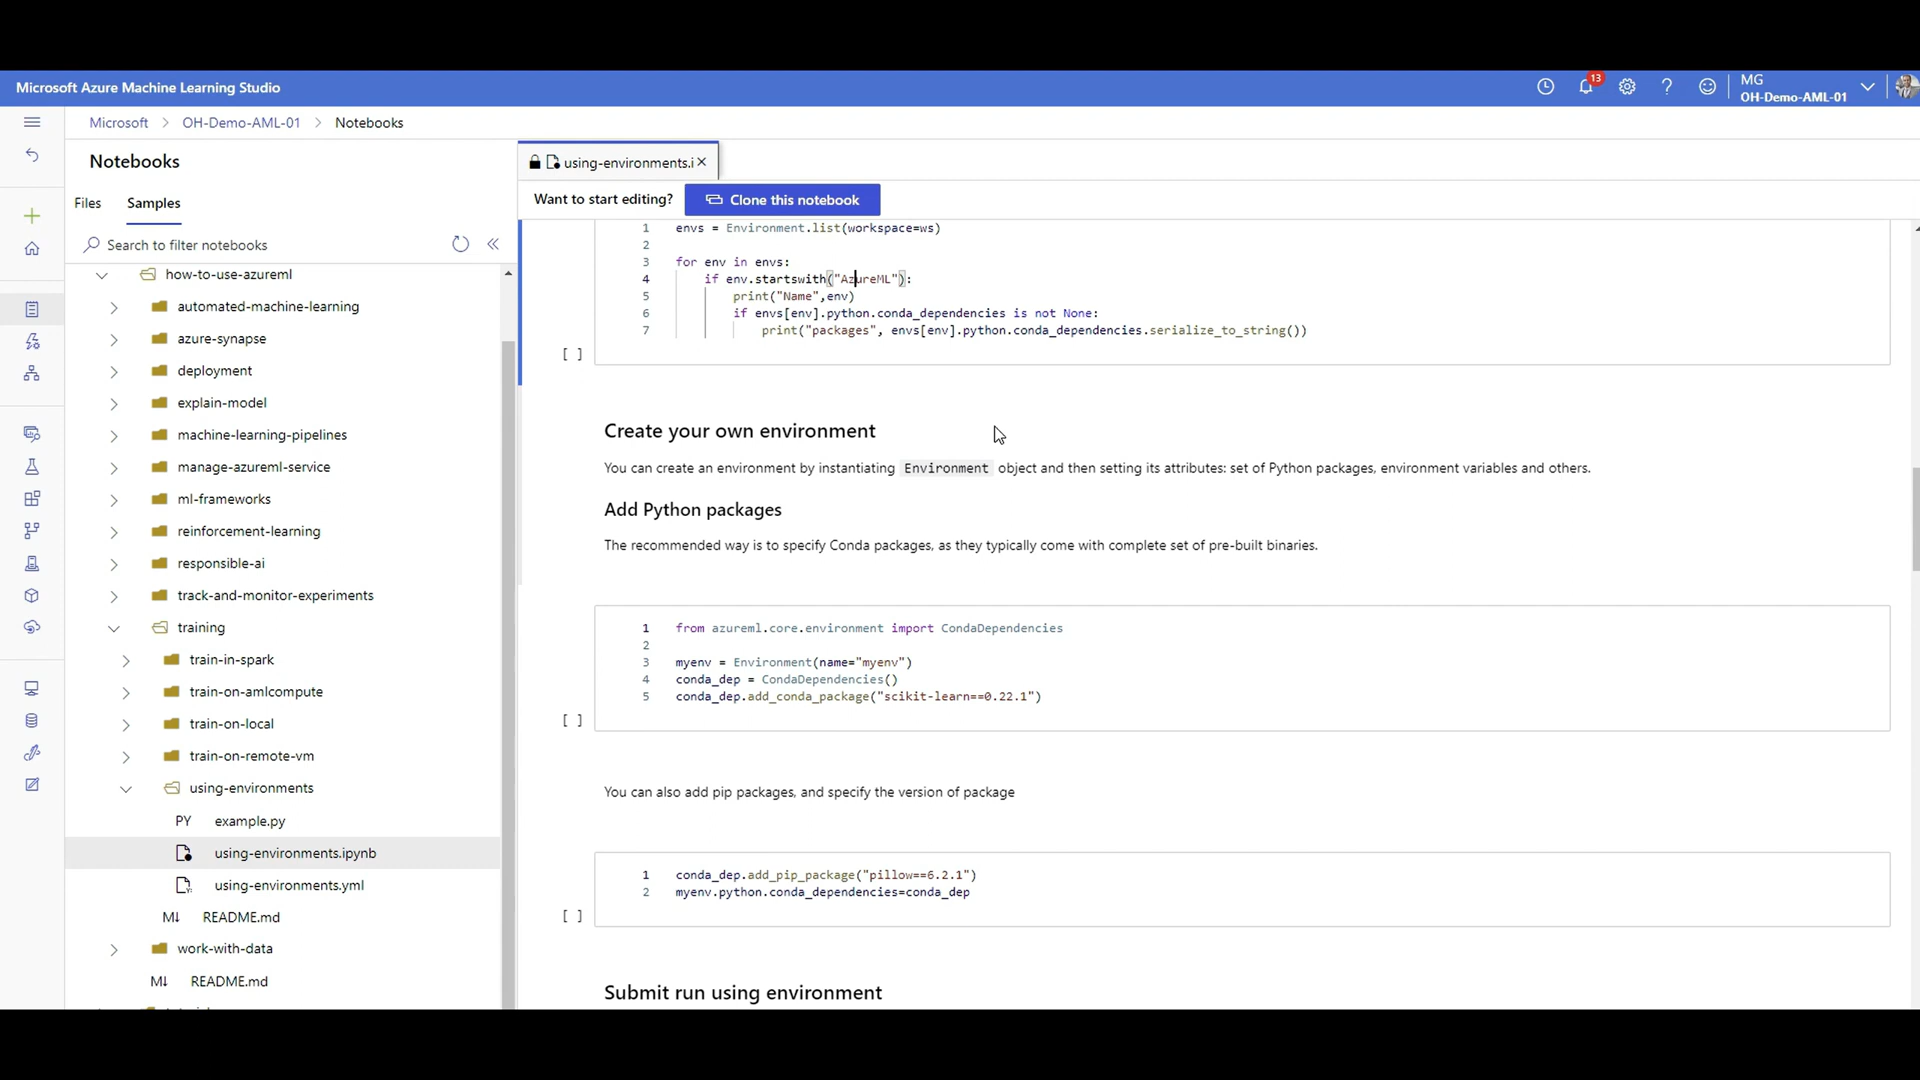 Microsoft Azure Machine Learning Studio
13
MG
OH-Demo-AML-01
Microsoft > OH-Demo-AML-01 > Notebooks
Notebooks
Files Samples
Search to filter notebooks
how-to-use-azureml
automated-machine-learning
azure-synapse
deployment
explain-model
machine-learning-pipelines
manage-azureml-service
ml-frameworks
reinforcement-learning
responsible-ai
track-and-monitor-experiments
training
train-in-spark
train-on-amlcompute
train-on-local
train-on-remote-vm
using-environments
PY example.py
using-environments.ipynb
using-environments.yml
M↓ README.md
work-with-data
M↓ README.md
using-environments.i
Want to start editing? Clone this notebook
1 envs = Environment.list(workspace=ws)
2
3 for env in envs:
4 if env.startswith("AzureML"):
5 print("Name",env)
6 if envs[env].python.conda_dependencies is not None:
7 print("packages", envs[env].python.conda_dependencies.serialize_to_string())
[ ]
Create your own environment
You can create an environment by instantiating Environment object and then setting its attributes: set of Python packages, environment variables and others.
Add Python packages
The recommended way is to specify Conda packages, as they typically come with complete set of pre-built binaries.
1 from azureml.core.environment import CondaDependencies
2
3 myenv = Environment(name="myenv")
4 conda_dep = CondaDependencies()
5 conda_dep.add_conda_package("scikit-learn==0.22.1")
[ ]
You can also add pip packages, and specify the version of package
1 conda_dep.add_pip_package("pillow==6.2.1")
2 myenv.python.conda_dependencies=conda_dep
[ ]
Submit run using environment